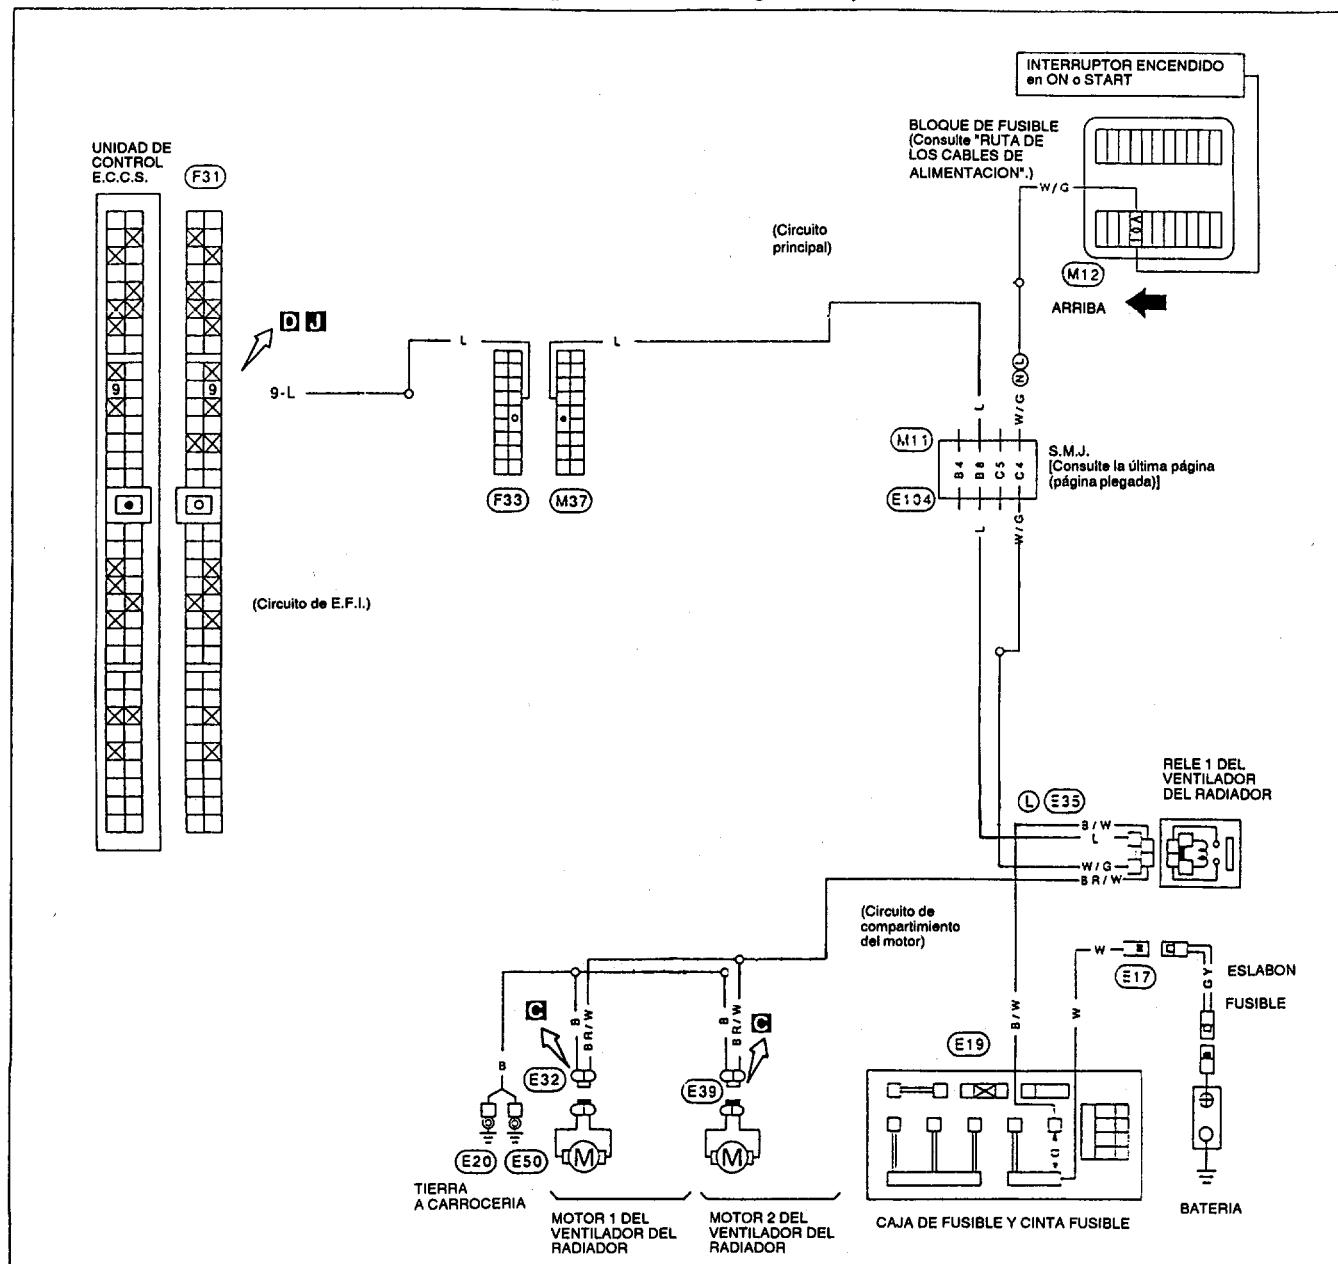 INTERRUPTOR ENCENDIDO
en ON o START
BLOQUE DE FUSIBLE
(Consulte "RUTA DE
LOS CABLES DE
ALIMENTACION".)
W/G
10A
M12
ARRIBA
UNIDAD DE
CONTROL
E.C.C.S.
F31
(Circuito
principal)
D J
L
L
9
9
9-L
N L
W/G
L
M11
B4
B8
C5
C4
S.M.J.
[Consulte la última página
(página plegada)]
F33
M37
E104
L
W/G
(Circuito de E.F.I.)
RELE 1 DEL
VENTILADOR
DEL RADIADOR
L
E35
B/W
L
W/G
BR/W
(Circuito de
compartimiento
del motor)
W
E17
GY
ESLABON
FUSIBLE
C
B
BR/W
B
BR/W
C
B/W
W
B
E32
E39
E19
M
M
E20
E50
TIERRA
A CARROCERIA
MOTOR 1 DEL
VENTILADOR DEL
RADIADOR
MOTOR 2 DEL
VENTILADOR DEL
RADIADOR
CAJA DE FUSIBLE Y CINTA FUSIBLE
BATERIA